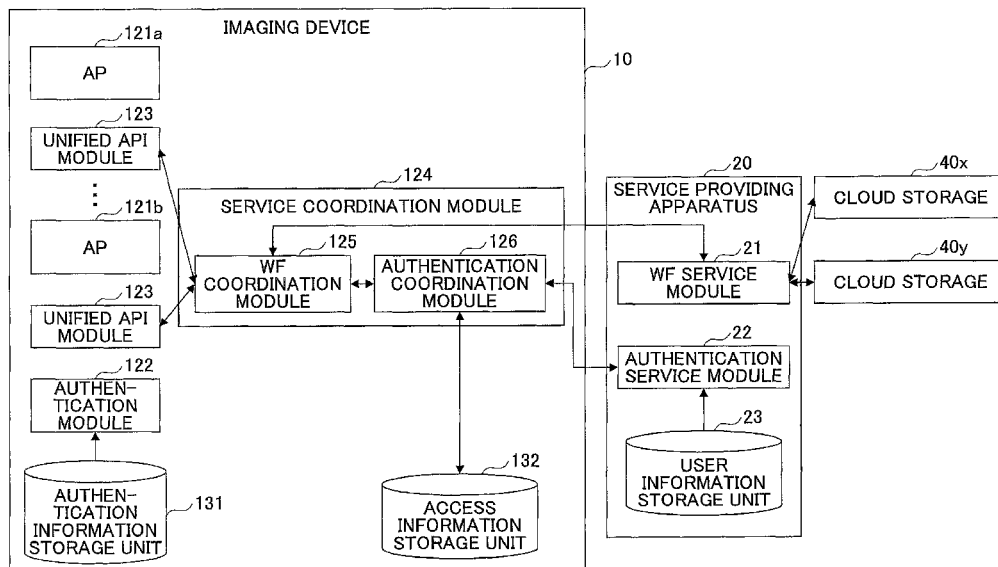 IMAGING DEVICE
10
121a
AP
123
UNIFIED API
MODULE
121b
AP
123
UNIFIED API
MODULE
122
AUTHEN-
TICATION
MODULE
AUTHEN-
TICATION
INFORMATION
STORAGE UNIT
131
124
SERVICE COORDINATION MODULE
125
WF
COORDINATION
MODULE
126
AUTHENTICATION
COORDINATION
MODULE
132
ACCESS
INFORMATION
STORAGE UNIT
20
SERVICE PROVIDING
APPARATUS
21
WF SERVICE
MODULE
22
AUTHENTICATION
SERVICE MODULE
23
USER
INFORMATION
STORAGE UNIT
40x
CLOUD STORAGE
40y
CLOUD STORAGE